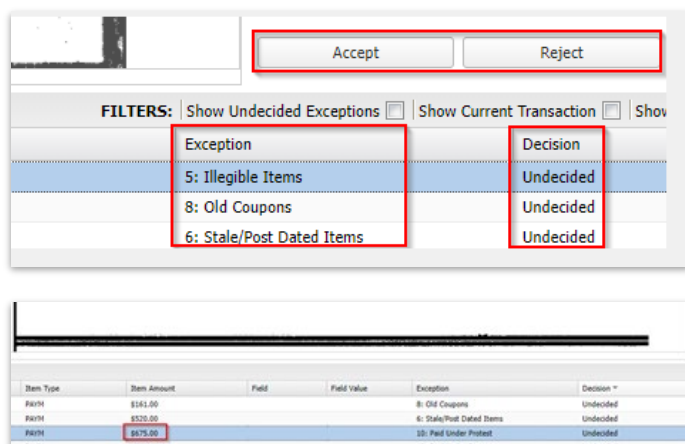 Accept Reject
FILTERS: Show Undecided Exceptions Show Current Transaction Show
Exception Decision
5: Illegible Items Undecided
8: Old Coupons Undecided
6: Stale/Post Dated Items Undecided
Item Type Item Amount Field Field Value Exception Decision
PAYM $161.00 8: Old Coupons Undecided
PAYM $520.00 6: Stale/Post Dated Items Undecided
PAYM $675.00 10: Paid Under Protest Undecided